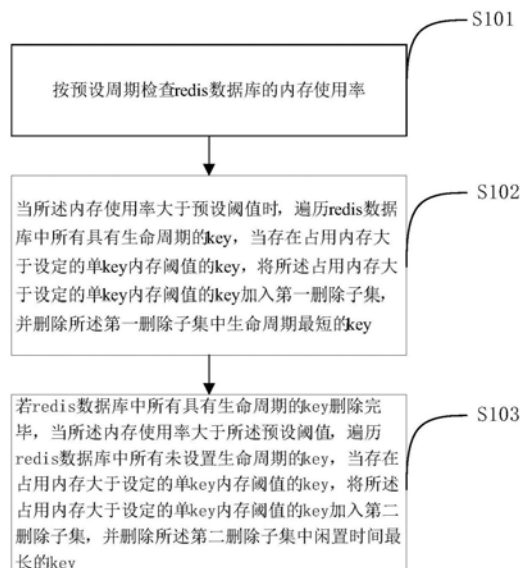 S101
按预设周期检查redis数据库的内存使用率
S102
当所述内存使用率大于预设阈值时，遍历redis数据
库中所有具有生命周期的key，当存在占用内存大
于设定的单key内存阈值的key，将所述占用内存大
于设定的单key内存阈值的key加入第一删除子集，
并删除所述第一删除子集中生命周期最短的key
S103
若redis数据库中所有具有生命周期的key删除完
毕，当所述内存使用率大于所述预设阈值，遍历
redis数据库中所有未设置生命周期的key，当存在
占用内存大于设定的单key内存阈值的key，将所述
占用内存大于设定的单key内存阈值的key加入第二
删除子集，并删除所述第二删除子集中闲置时间最
长的key